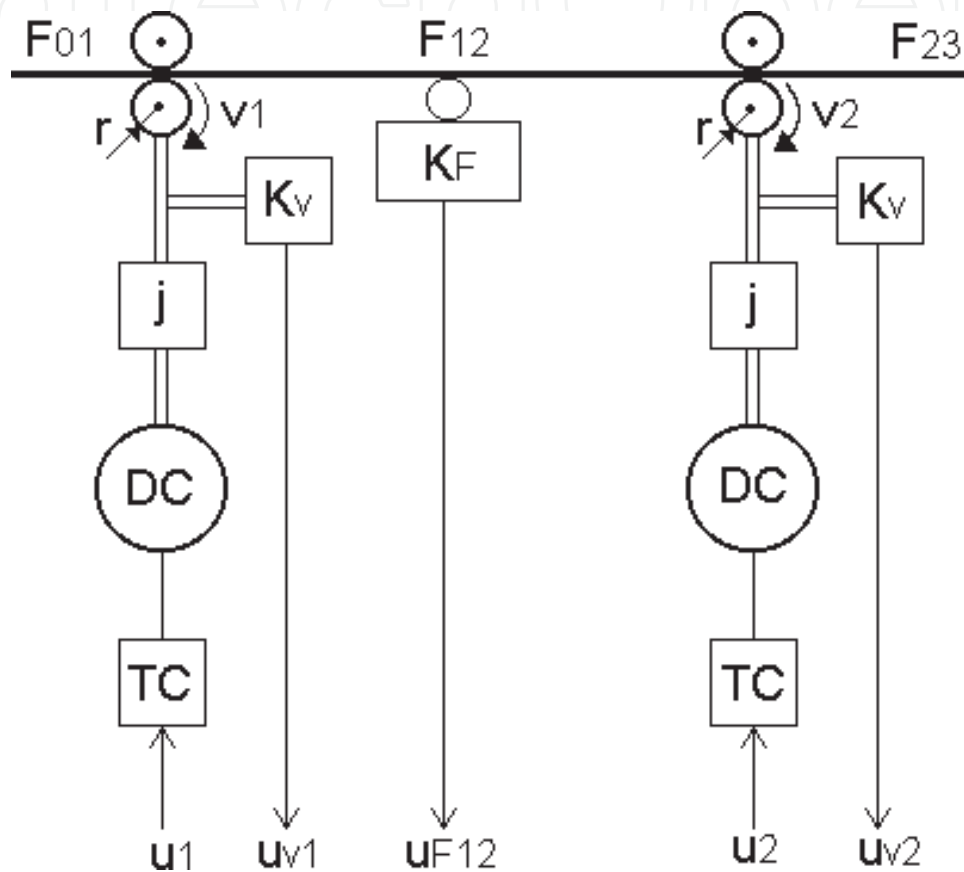 F01 F12 F23
r v1 r v2
KF
Kv Kv
j j
DC DC
TC TC
u1 uv1 uF12 u2 uv2